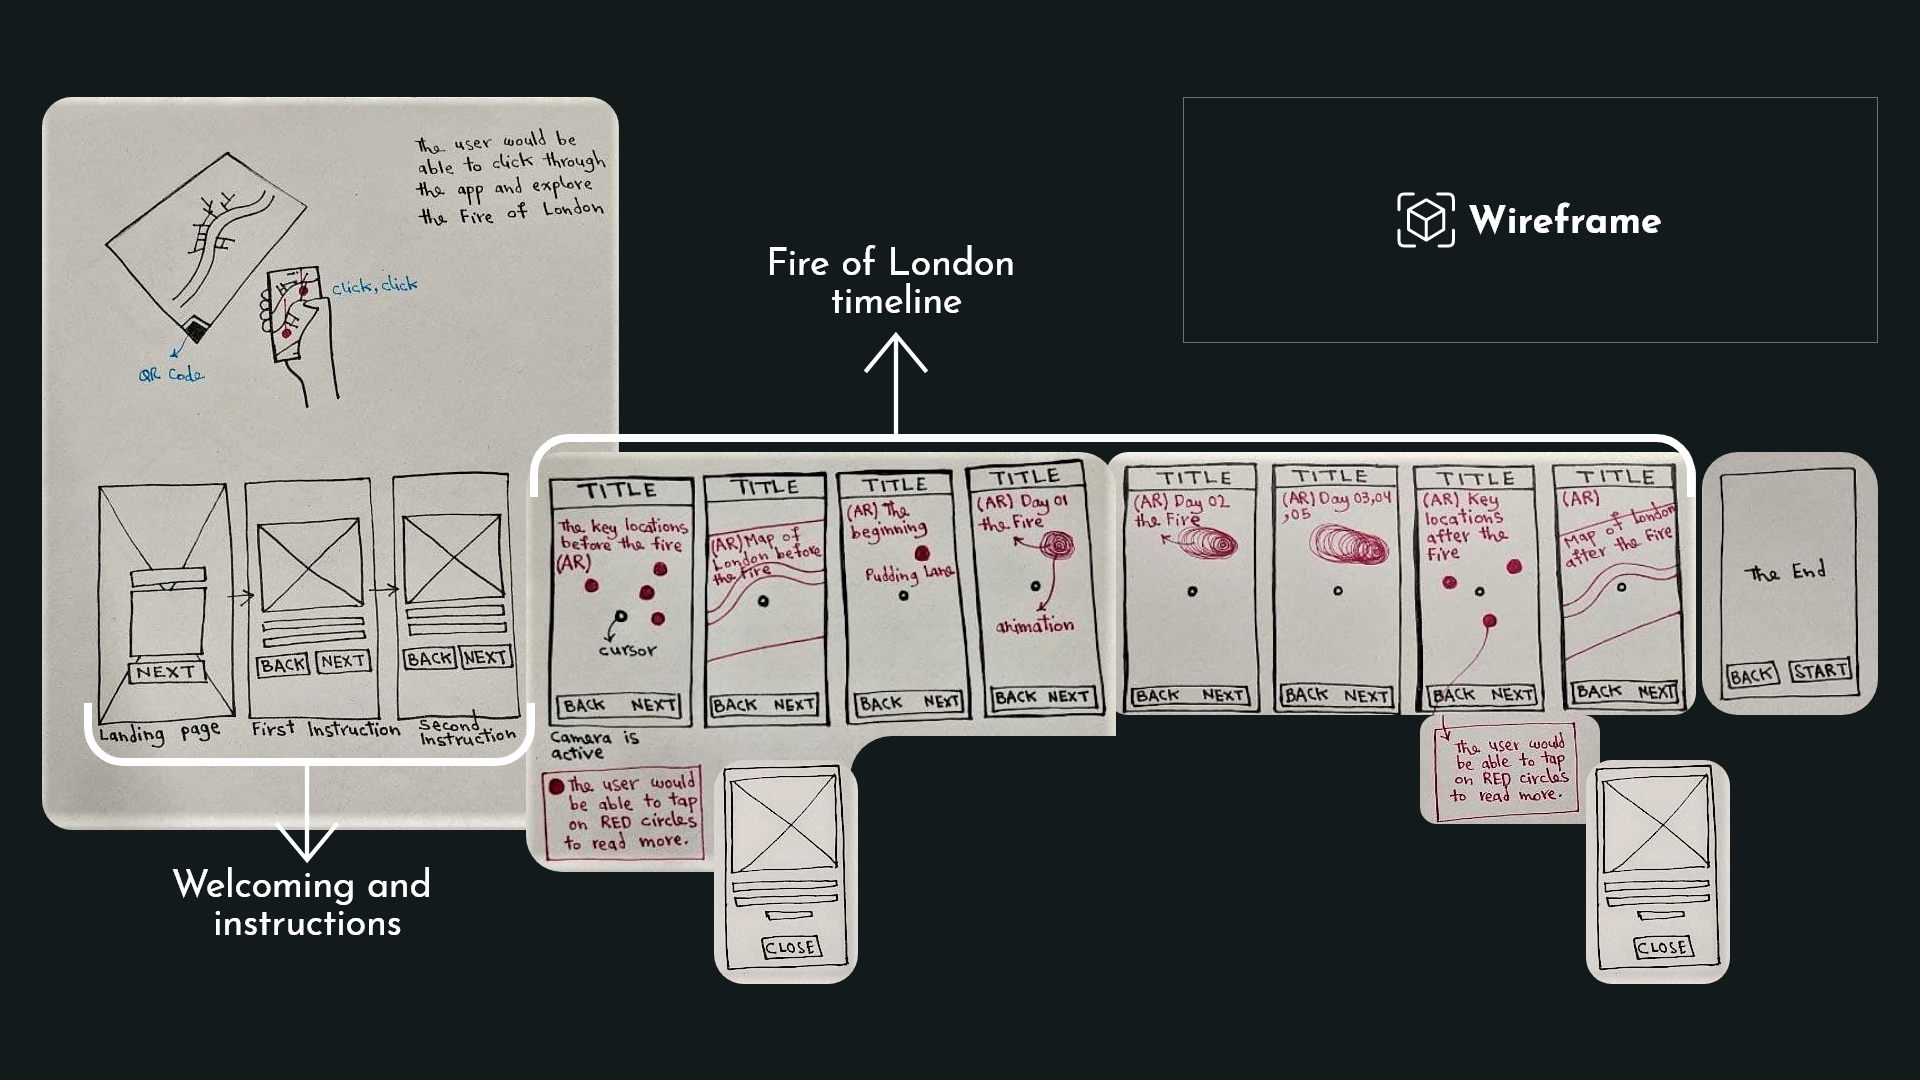 The user would be
able to click through
the app and explore
the Fire of London
click, click
QR Code
Wireframe
Fire of London
timeline
NEXT
Landing page
BACK NEXT
First Instruction
BACK NEXT
Second
Instruction
Welcoming and
instructions
TITLE
The key locations
before the fire
(AR)
cursor
BACK NEXT
Camera is
active
The user would
be able to tap
on RED circles
to read more.
CLOSE
TITLE
(AR) Map of
London before
the fire
BACK NEXT
TITLE
(AR) The
beginning
Pudding Lane
BACK NEXT
TITLE
(AR) Day 01
the Fire
animation
BACK NEXT
TITLE
(AR) Day 02
the Fire
BACK NEXT
TITLE
(AR) Day 03,04
,05
BACK NEXT
TITLE
(AR) Key
locations
after the
Fire
BACK NEXT
The user would
be able to tap
on RED circles
to read more.
CLOSE
TITLE
(AR)
Map of London
after the Fire
BACK NEXT
The End
BACK START